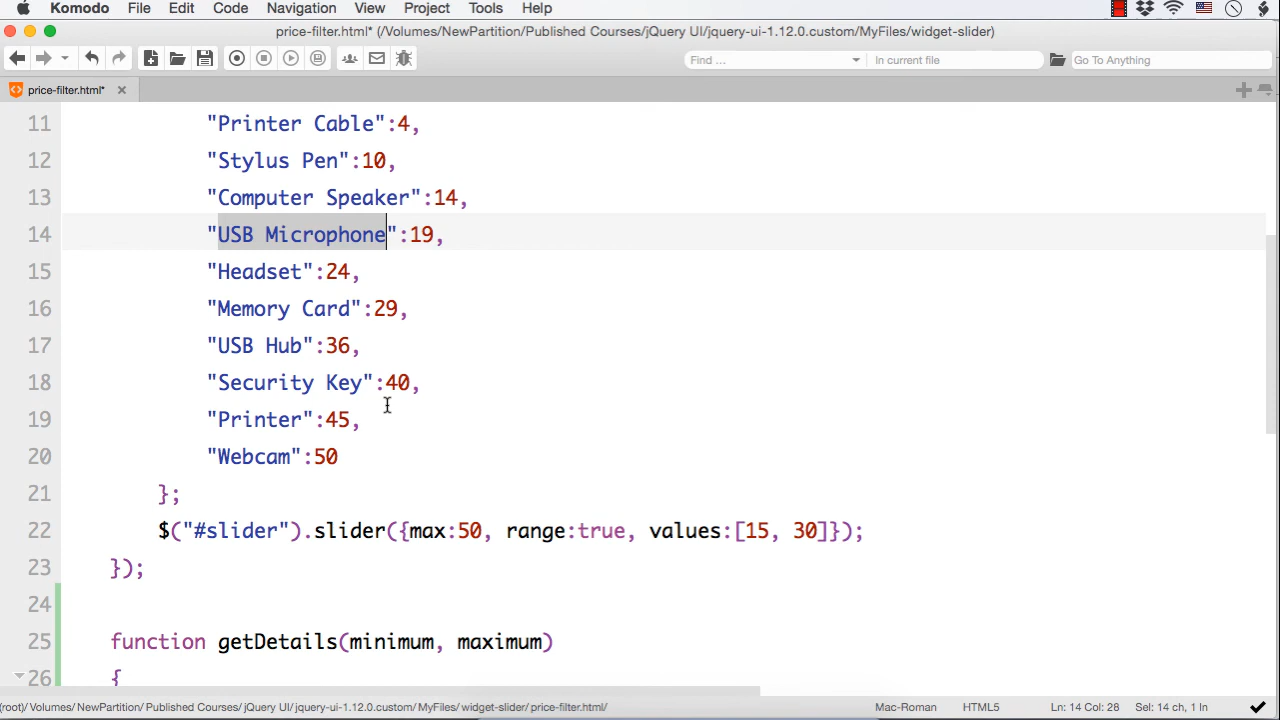 Komodo File Edit Code Navigation View Project Tools Help
price-filter.html* (/Volumes/NewPartition/Published Courses/jQuery UI/jquery-ui-1.12.0.custom/MyFiles/widget-slider)
Find ... In current file Go To Anything
price-filter.html*
11 "Printer Cable":4,
12 "Stylus Pen":10,
13 "Computer Speaker":14,
14 "USB Microphone":19,
15 "Headset":24,
16 "Memory Card":29,
17 "USB Hub":36,
18 "Security Key":40,
19 "Printer":45,
20 "Webcam":50
21 };
22 $("#slider").slider({max:50, range:true, values:[15, 30]});
23 });
24
25 function getDetails(minimum, maximum)
26 {
(root)/Volumes/NewPartition/Published Courses/jQuery UI/jquery-ui-1.12.0.custom/MyFiles/widget-slider/price-filter.html/ Mac-Roman HTML5 Ln: 14 Col: 28 Sel: 14 ch, 1 ln